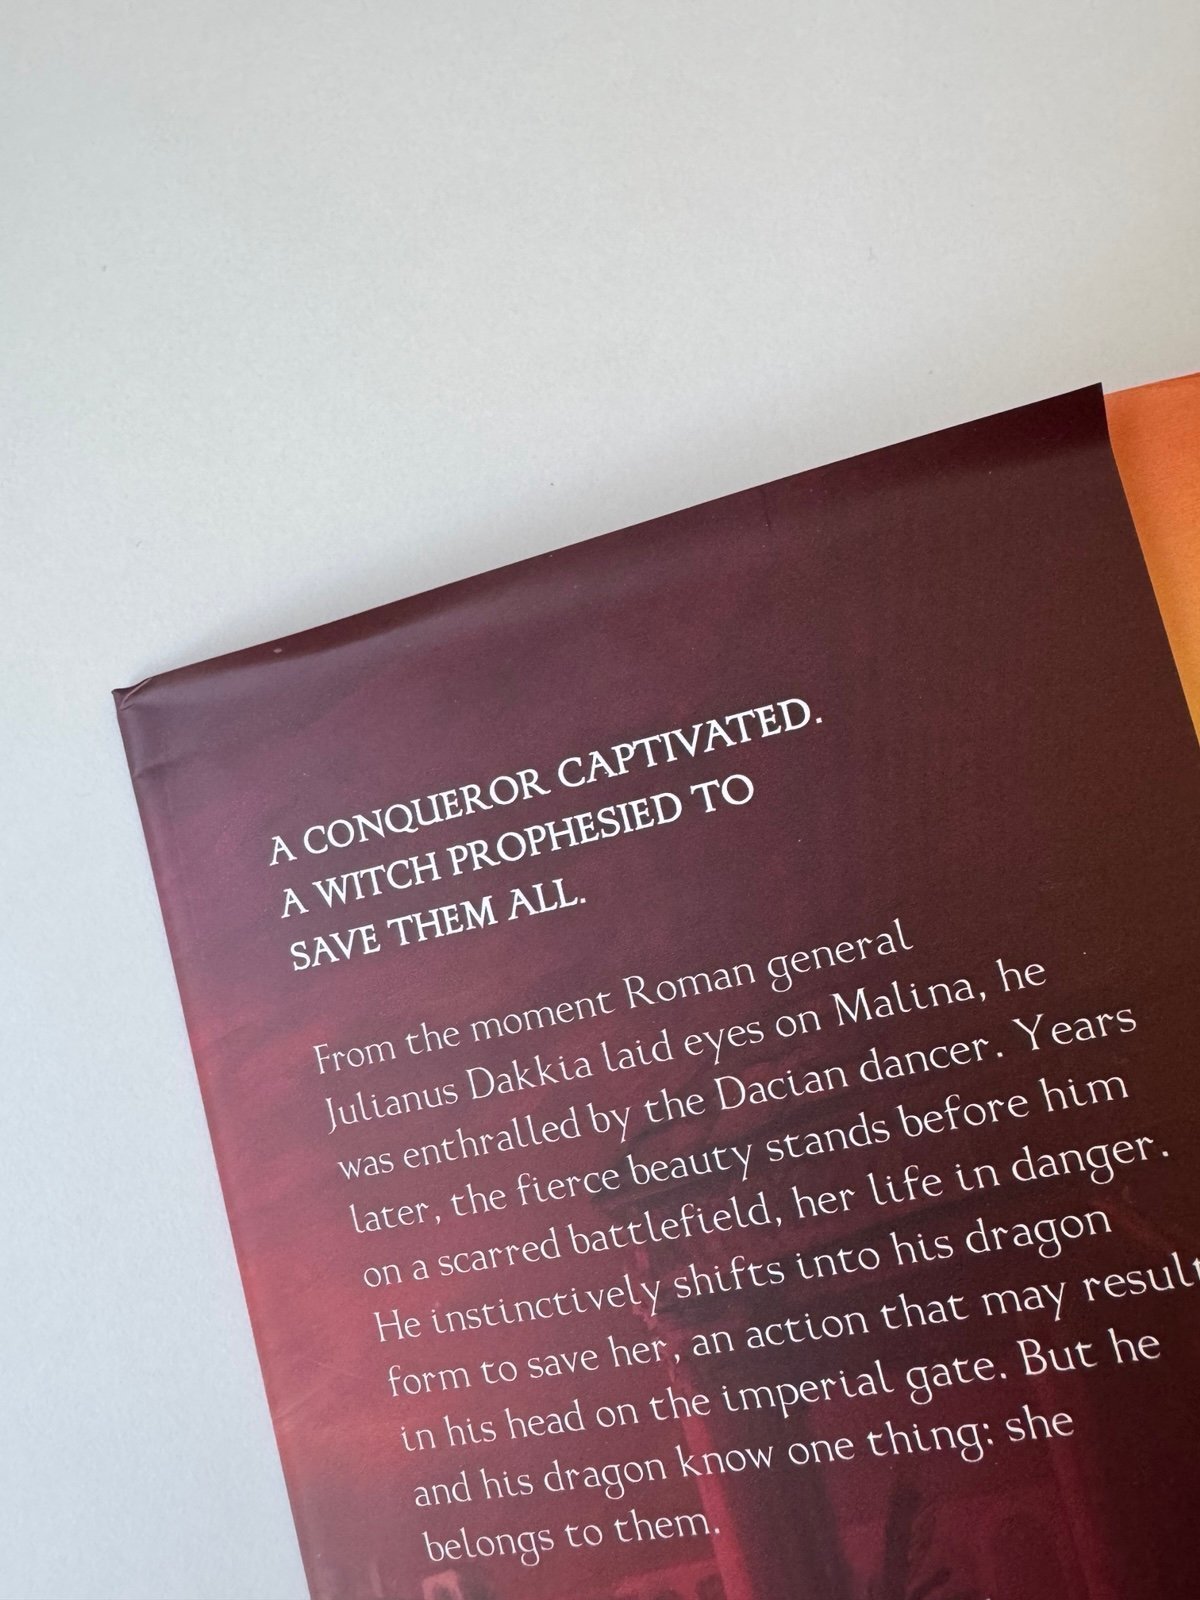 A CONQUEROR CAPTIVATED.
A WITCH PROPHESIED TO
SAVE THEM ALL.
From the moment Roman general
Julianus Dakkia laid eyes on Malina, he
was enthralled by the Dacian dancer. Years
later, the fierce beauty stands before him
on a scarred battlefield, her life in danger.
He instinctively shifts into his dragon
form to save her, an action that may result
in his head on the imperial gate. But he
and his dragon know one thing: she
belongs to them.